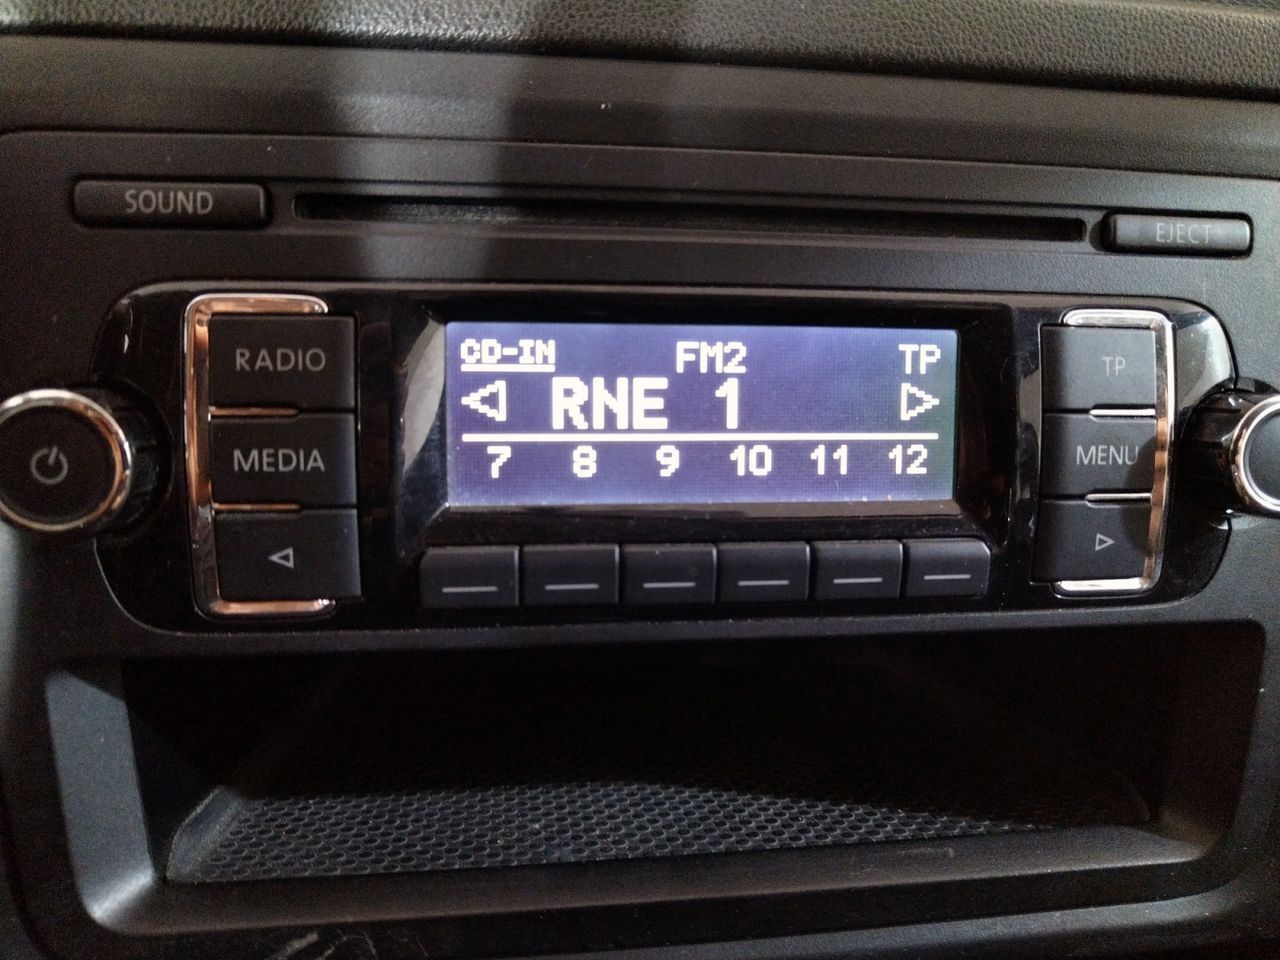 SOUND
EJECT
RADIO
MEDIA
CD-IN FM2 TP
RNE 1
7 8 9 10 11 12
TP
MENU